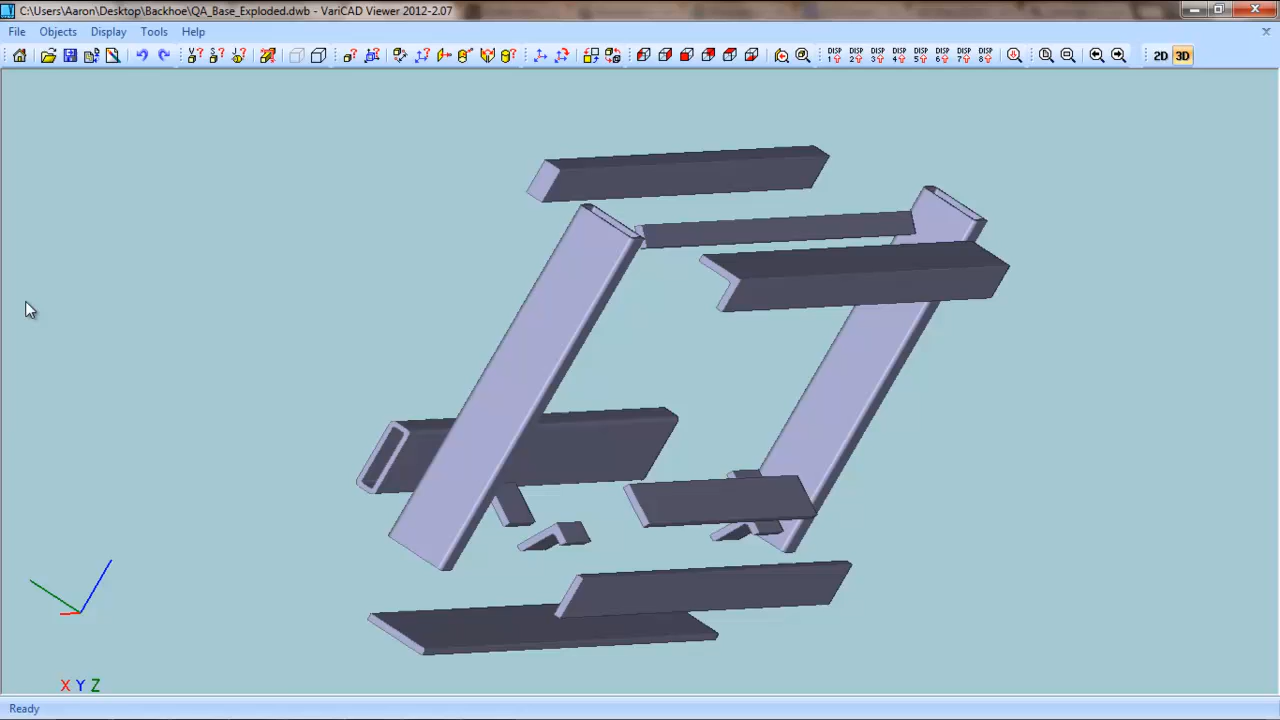 C:\Users\Aaron\Desktop\Backhoe\QA_Base_Exploded.dwb - VariCAD Viewer 2012-2.07
File Objects Display Tools Help
DISP 1 DISP 2 DISP 3 DISP 4 DISP 5 DISP 6 DISP 7 DISP 8 2D 3D
X Y Z
Ready